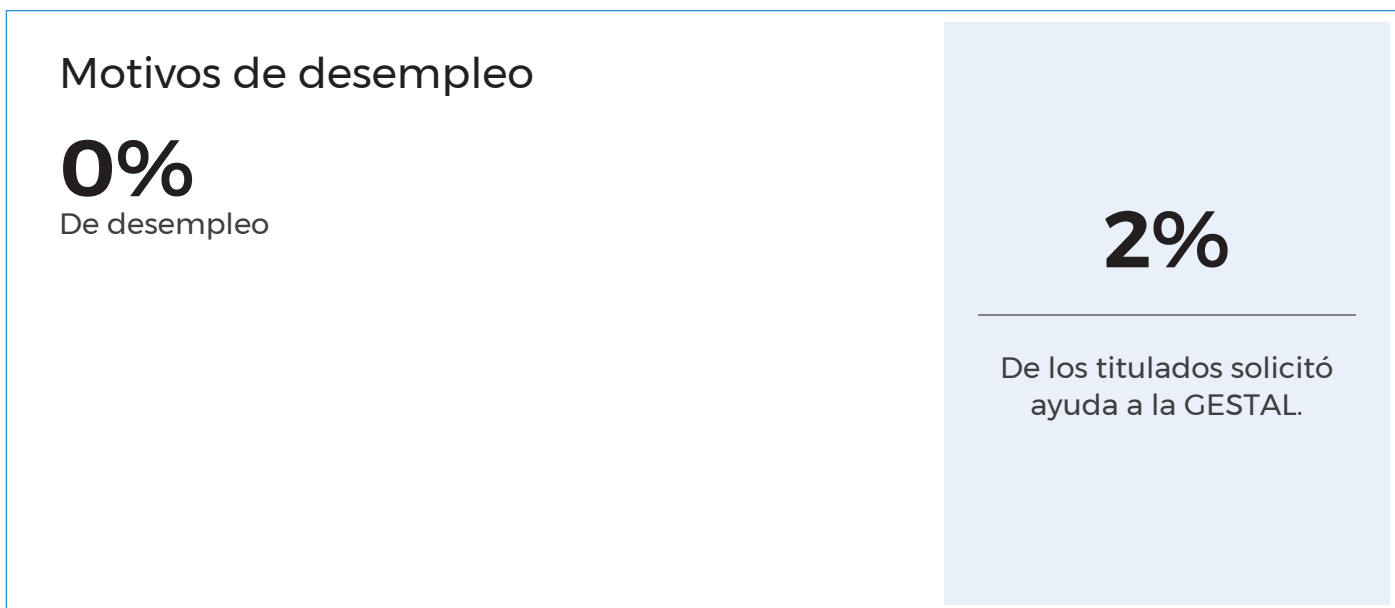 Motivos de desempleo
0%
De desempleo
2%
De los titulados solicitó
ayuda a la GESTAL.